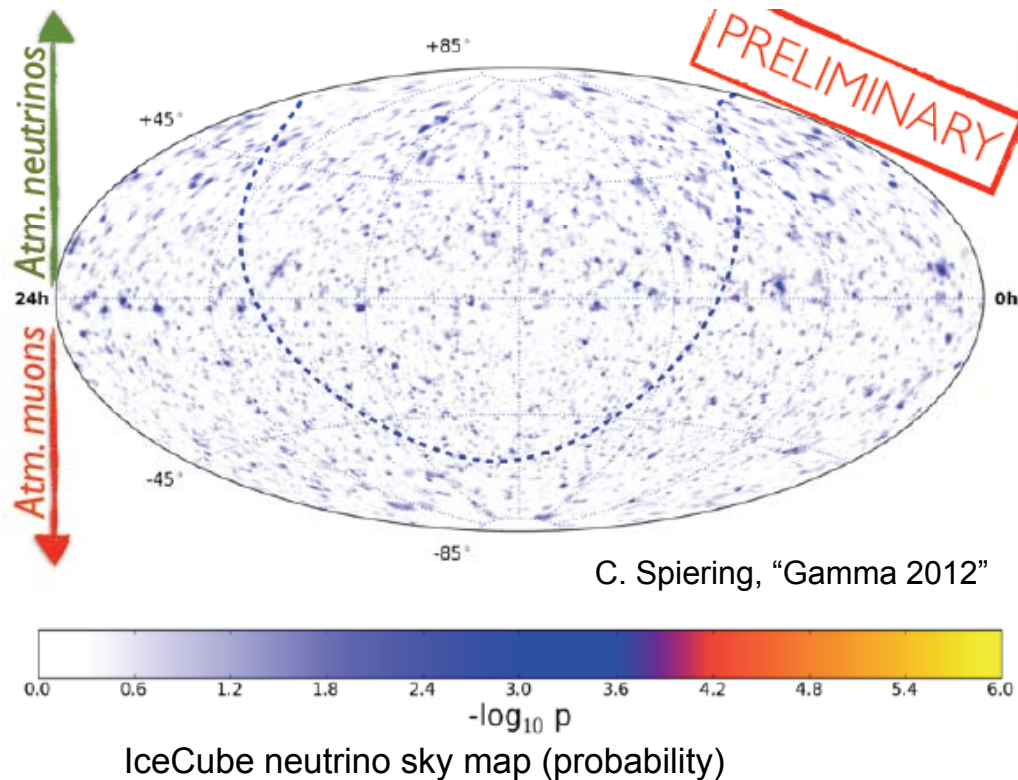 Atm. neutrinos
+85°
PRELIMINARY
+45°
24h
0h
Atm. muons
-45°
-85°
C. Spiering, “Gamma 2012”
0.0 0.6 1.2 1.8 2.4 3.0 3.6 4.2 4.8 5.4 6.0
-log₁₀ p
IceCube neutrino sky map (probability)